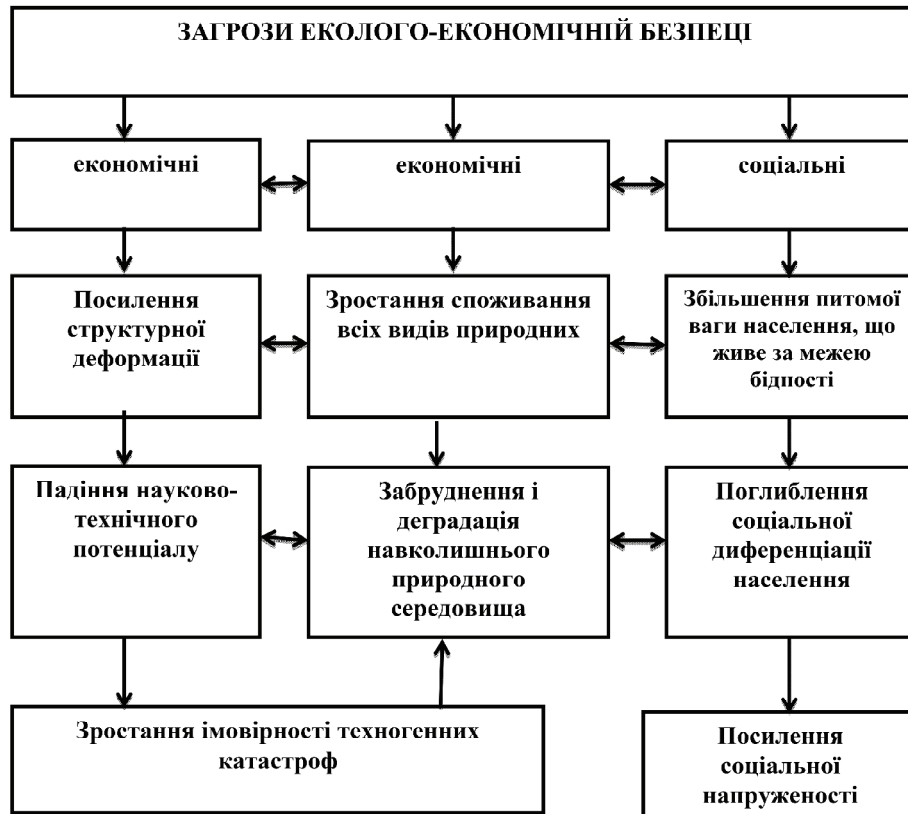 ЗАГРОЗИ ЕКОЛОГО-ЕКОНОМІЧНІЙ БЕЗПЕЦІ
економічні
економічні
соціальні
Посилення
структурної
деформації
Зростання споживання
всіх видів природних
Збільшення питомої
ваги населення, що
живе за межею
бідності
Падіння науково-
технічного
потенціалу
Забруднення і
деградація
навколишнього
природного
середовища
Поглиблення
соціальної
диференціації
населення
Зростання імовірності техногенних
катастроф
Посилення
соціальної
напруженості